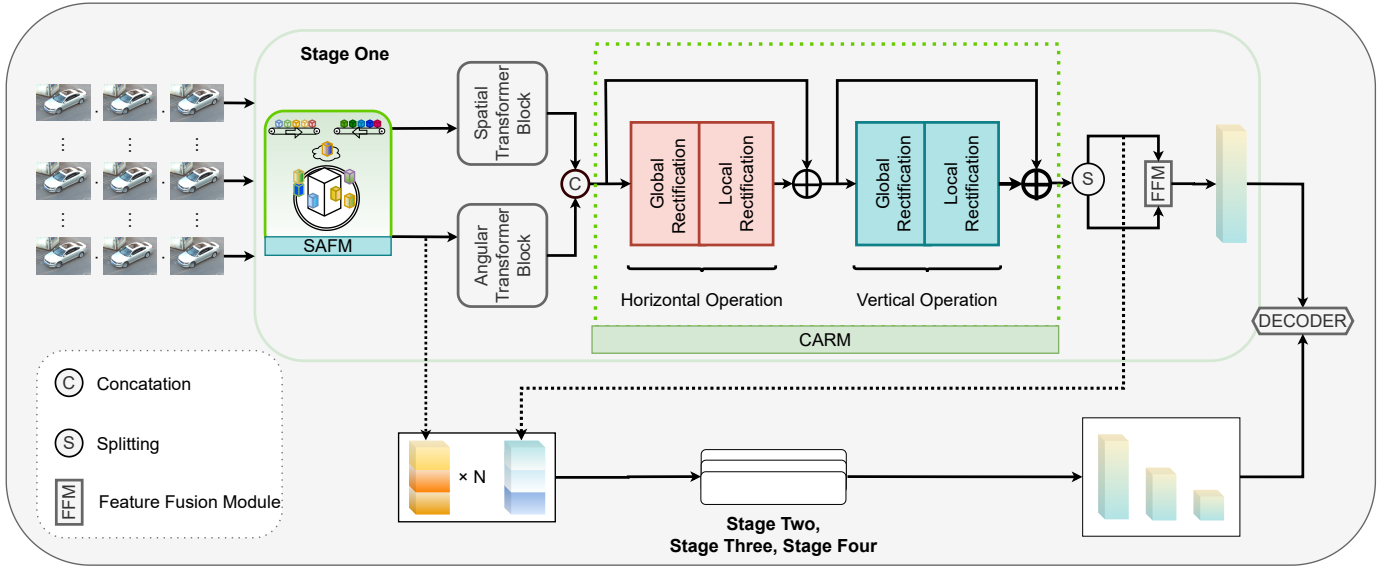 Stage One
SAFM
Spatial
Transformer
Block
Angular
Transformer
Block
C
Global
Rectification
Local
Rectification
Horizontal Operation
Global
Rectification
Local
Rectification
Vertical Operation
CARM
S
FFM
DECODER
C
Concatation
S
Splitting
FFM
Feature Fusion Module
× N
Stage Two,
Stage Three, Stage Four